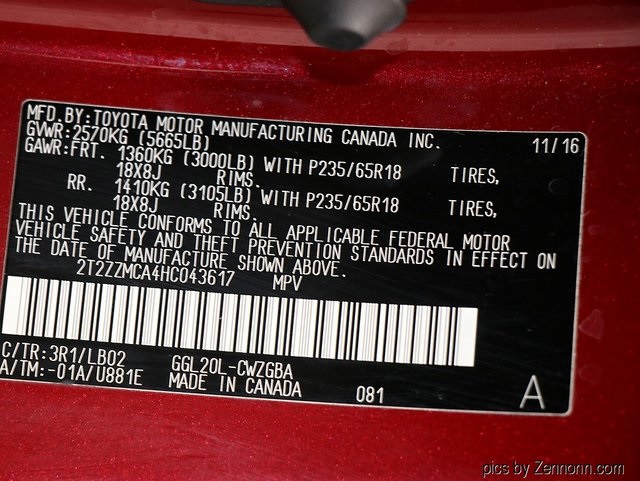 MFD.BY:TOYOTA MOTOR MANUFACTURING CANADA INC. 11/16
GVWR:2570KG (5665LB)
GAWR:FRT. 1360KG (3000LB) WITH P235/65R18 TIRES,
18X8J RIMS.
RR. 1410KG (3105LB) WITH P235/65R18 TIRES,
18X8J RIMS.
THIS VEHICLE CONFORMS TO ALL APPLICABLE FEDERAL MOTOR
VEHICLE SAFETY AND THEFT PREVENTION STANDARDS IN EFFECT ON
THE DATE OF MANUFACTURE SHOWN ABOVE.
2T2ZZMCA4HC043617 MPV
C/TR:3R1/LB02 GGL20L-CWZGBA
A/TM:-01A/U881E MADE IN CANADA 081 A
pics by Zennonn.com